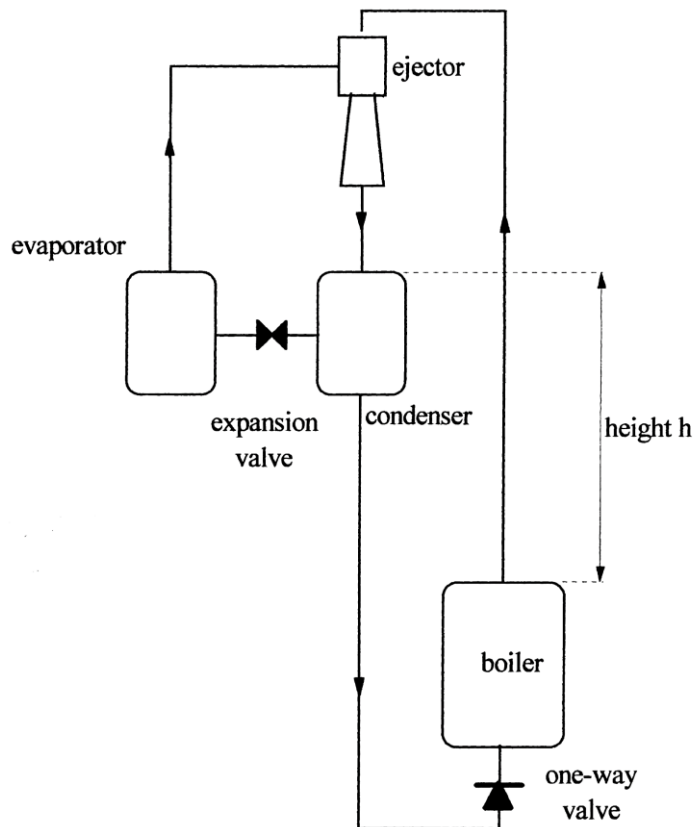 ejector
evaporator
expansion
valve
condenser
height h
boiler
one-way
valve